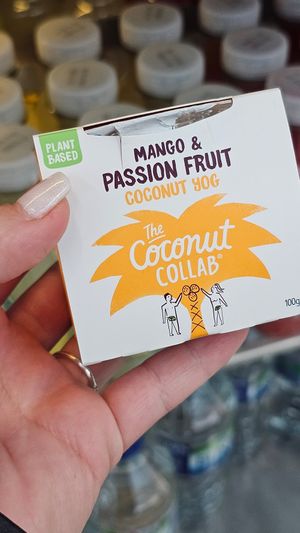 PLANT
BASED
MANGO &
PASSION FRUIT
COCONUT YOG
The
Coconut
COLLAB®
100g